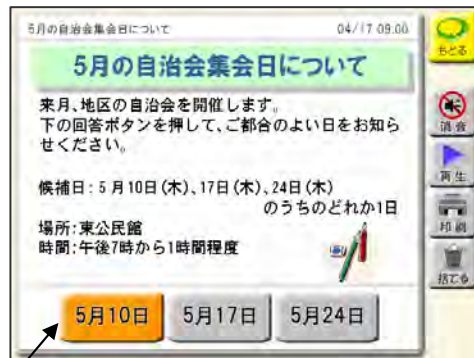 5月の自治会集会日について
04/17 09:00
もどる
5月の自治会集会日について
来月、地区の自治会を開催します。
下の回答ボタンを押して、ご都合のよい日をお知ら
せください。
候補日:5月10日(木)、17日(木)、24日(木)
のうちのどれか1日
場所:東公民館
時間:午後7時から1時間程度
消音
再生
印刷
捨てる
5月10日
5月17日
5月24日